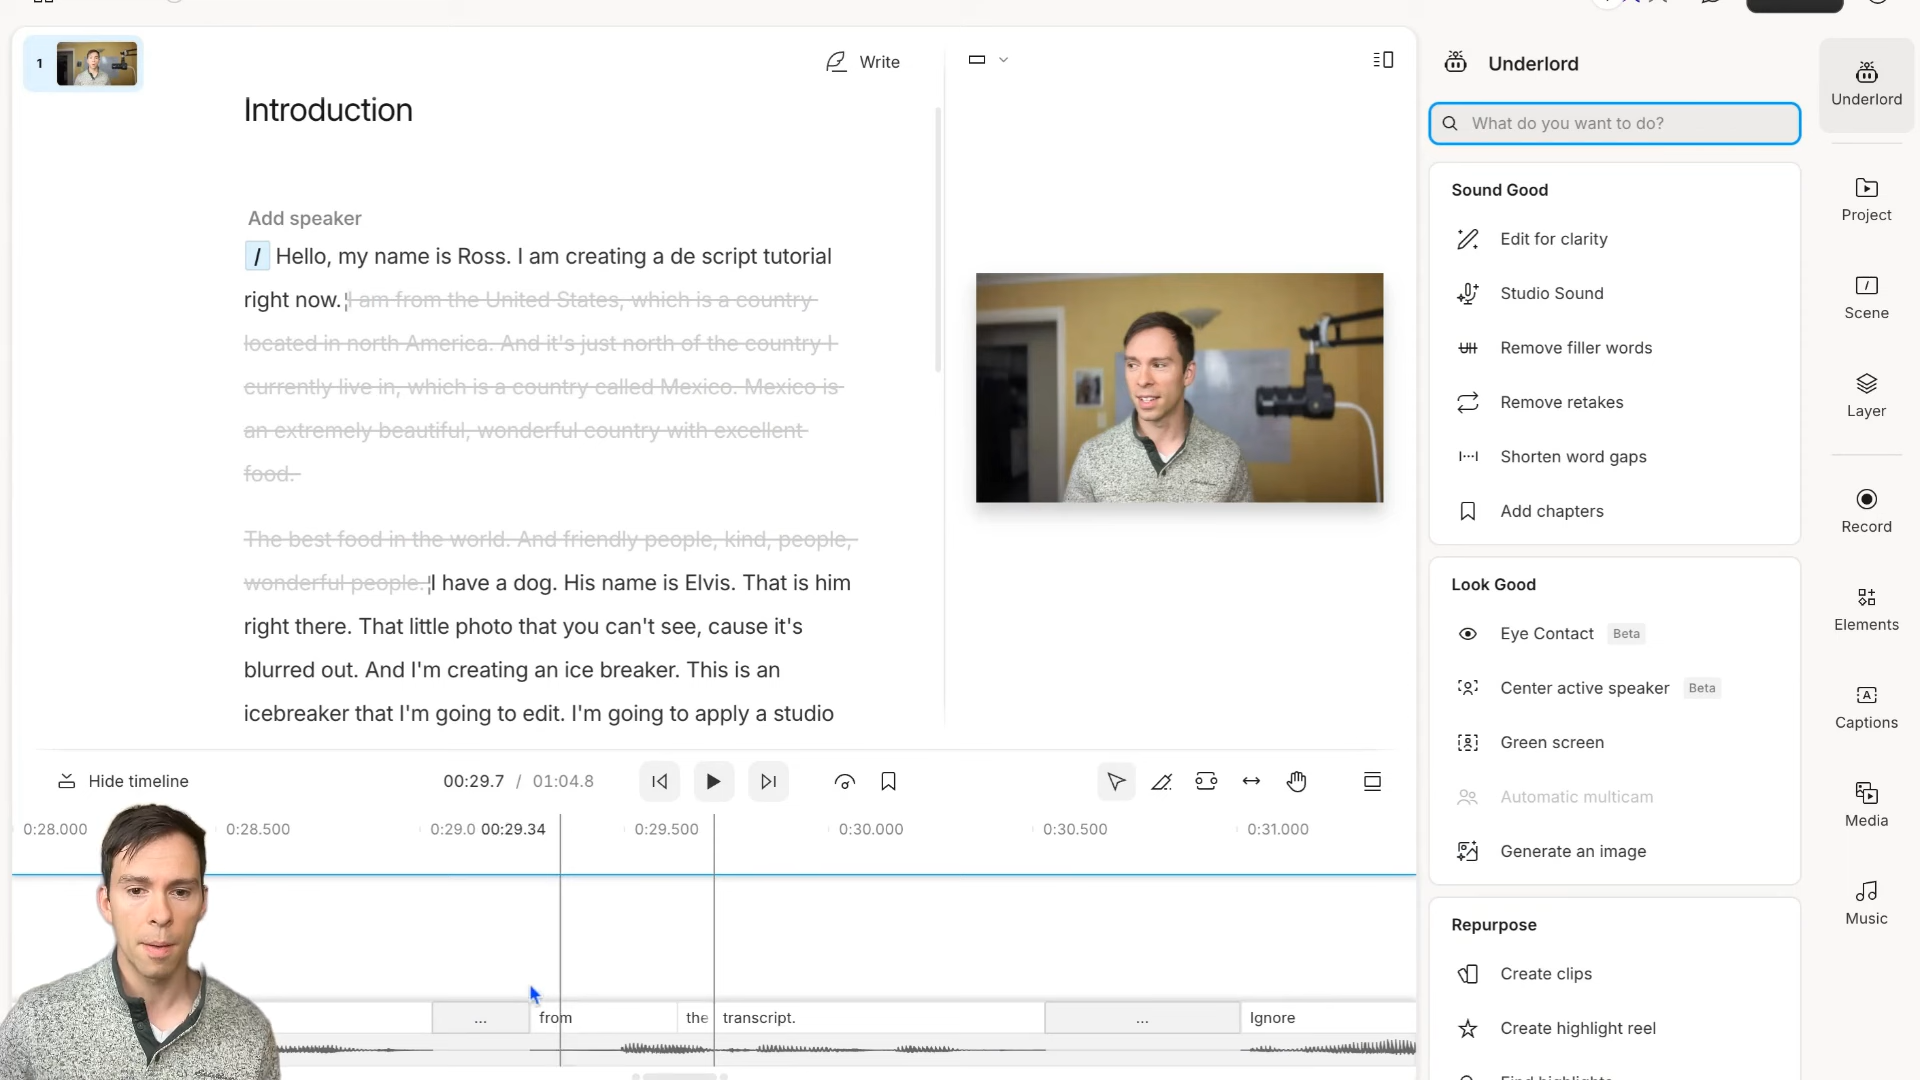 1
Write
Introduction
Add speaker
/ Hello, my name is Ross. I am creating a de script tutorial
right now. I am from the United States, which is a country
located in north America. And it's just north of the country I
currently live in, which is a country called Mexico. Mexico is
an extremely beautiful, wonderful country with excellent
food.
The best food in the world. And friendly people, kind, people,
wonderful people. I have a dog. His name is Elvis. That is him
right there. That little photo that you can't see, cause it's
blurred out. And I'm creating an ice breaker. This is an
icebreaker that I'm going to edit. I'm going to apply a studio
Hide timeline
00:29.7 / 01:04.8
0:28.000
0:28.500
0:29.0
00:29.34
0:29.500
0:30.000
0:30.500
0:31.000
...
from
the
transcript.
...
Ignore
Underlord
What do you want to do?
Sound Good
Edit for clarity
Studio Sound
Remove filler words
Remove retakes
Shorten word gaps
Add chapters
Look Good
Eye Contact Beta
Center active speaker Beta
Green screen
Automatic multicam
Generate an image
Repurpose
Create clips
Create highlight reel
Underlord
Project
Scene
Layer
Record
Elements
Captions
Media
Music